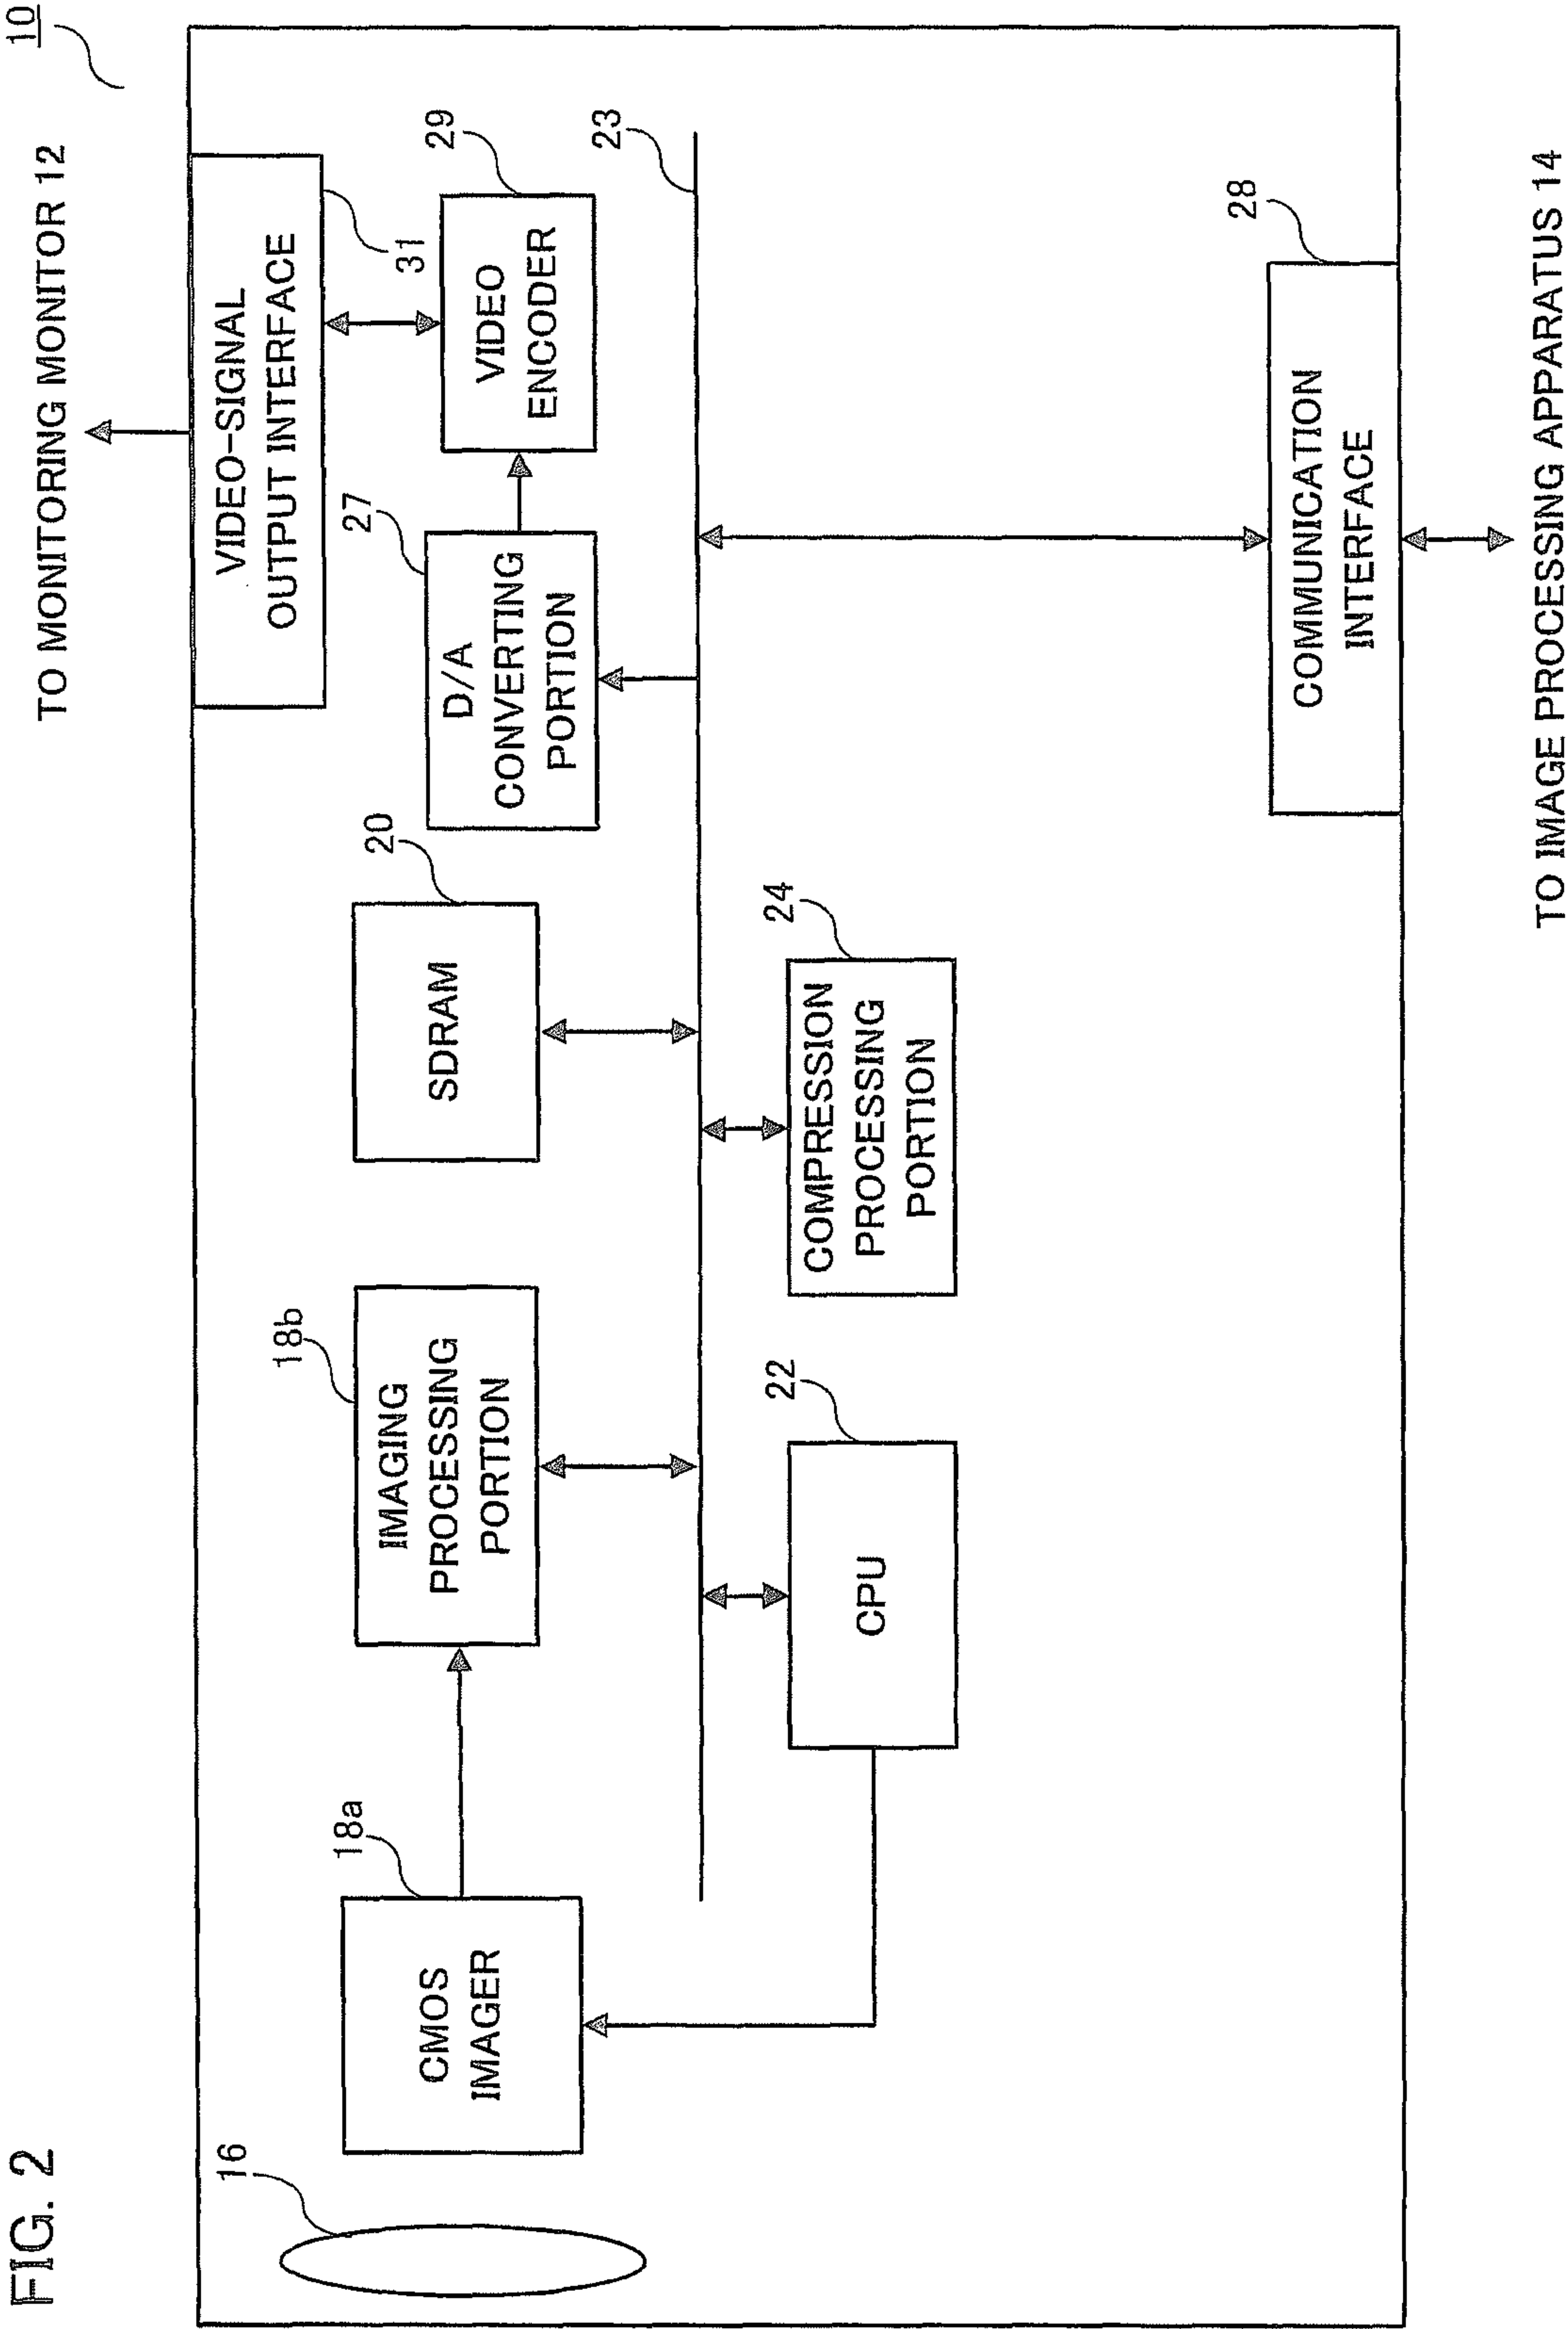 FIG. 2
10
TO MONITORING MONITOR 12
VIDEO-SIGNAL
OUTPUT INTERFACE
31
16
18a
CMOS
IMAGER
18b
IMAGING
PROCESSING
PORTION
20
SDRAM
27
D/A
CONVERTING
PORTION
29
VIDEO
ENCODER
23
22
CPU
24
COMPRESSION
PROCESSING
PORTION
28
COMMUNICATION
INTERFACE
TO IMAGE PROCESSING APPARATUS 14